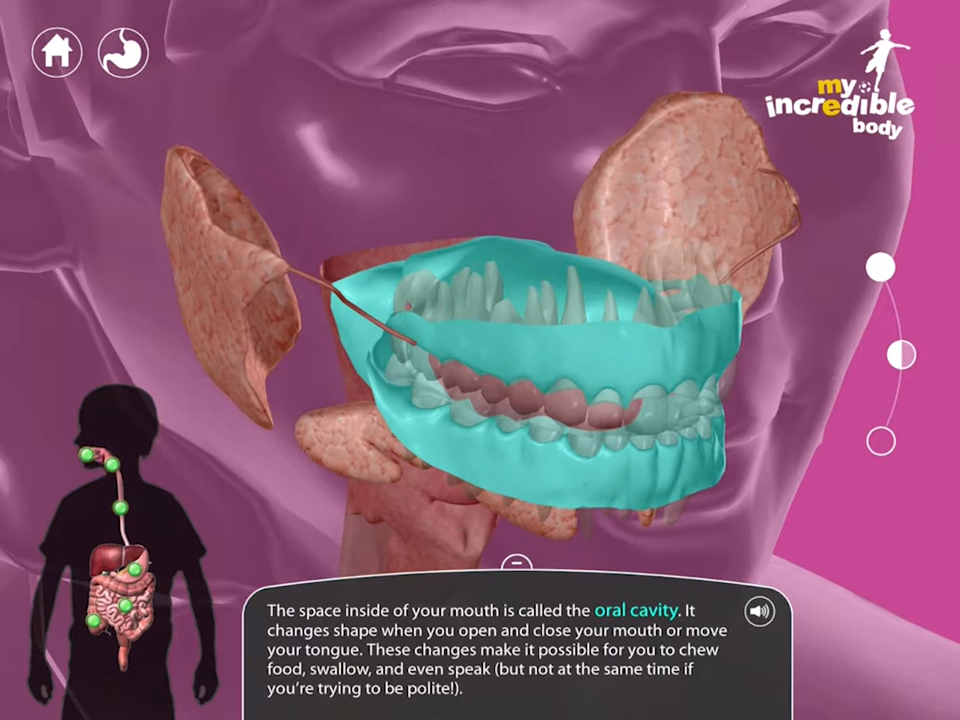 my
incredible
body
The space inside of your mouth is called the oral cavity. It
changes shape when you open and close your mouth or move
your tongue. These changes make it possible for you to chew
food, swallow, and even speak (but not at the same time if
you're trying to be polite!).